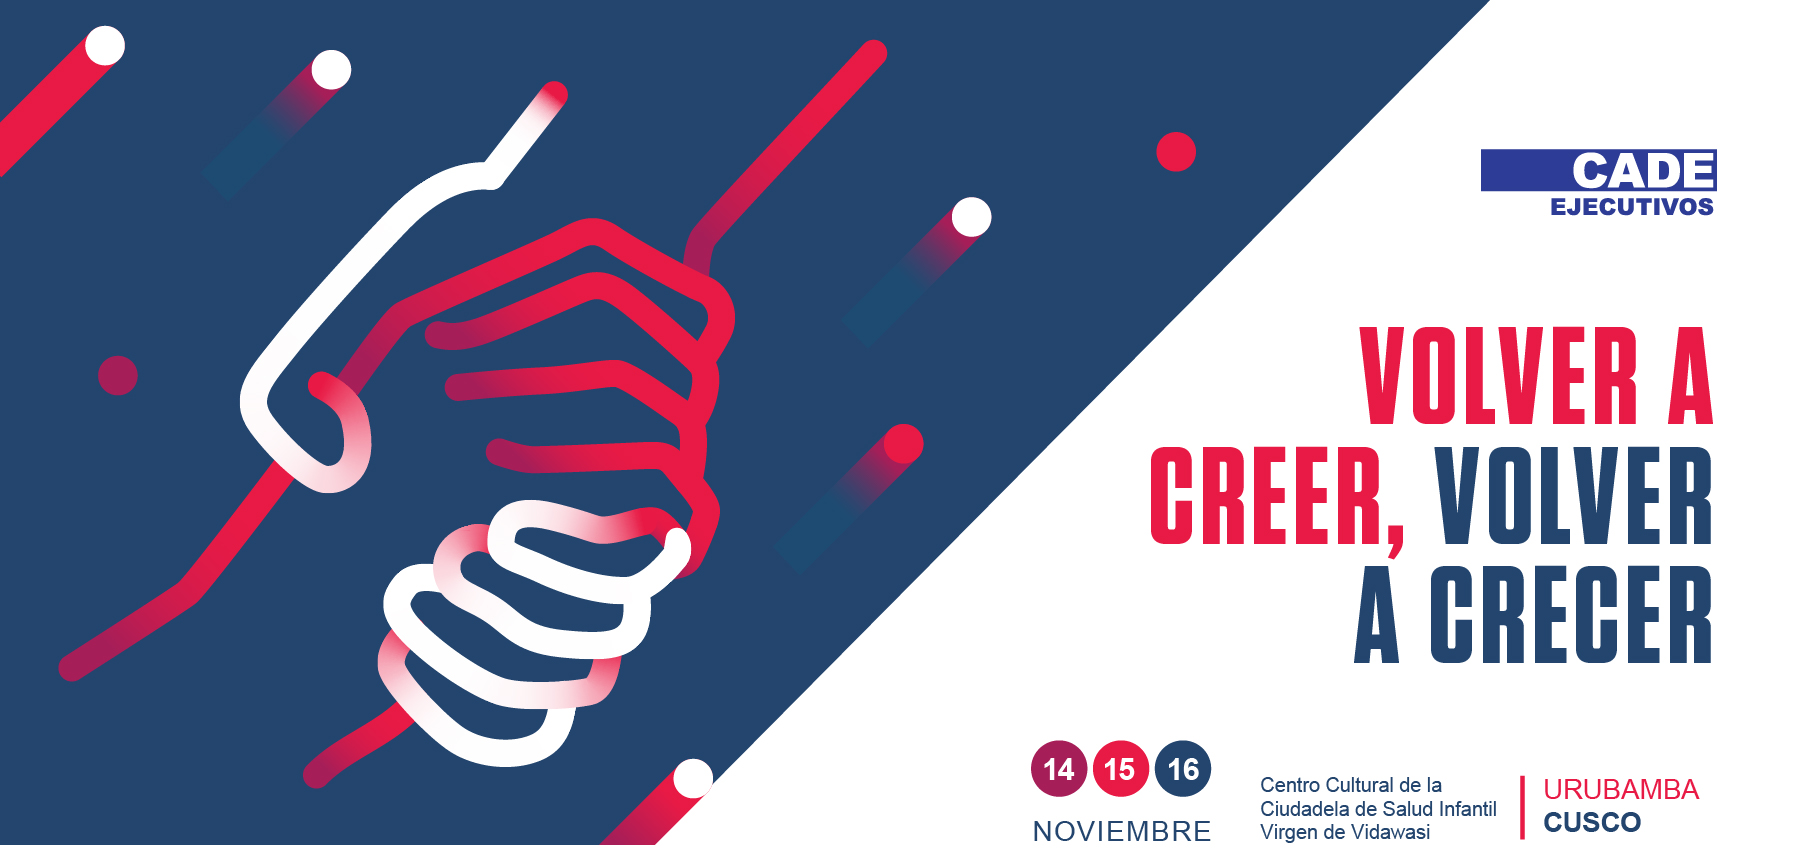 CADE
EJECUTIVOS
VOLVER A
CREER, VOLVER
A CRECER
14 15 16
NOVIEMBRE
Centro Cultural de la
Ciudadela de Salud Infantil
Virgen de Vidawasi
URUBAMBA
CUSCO